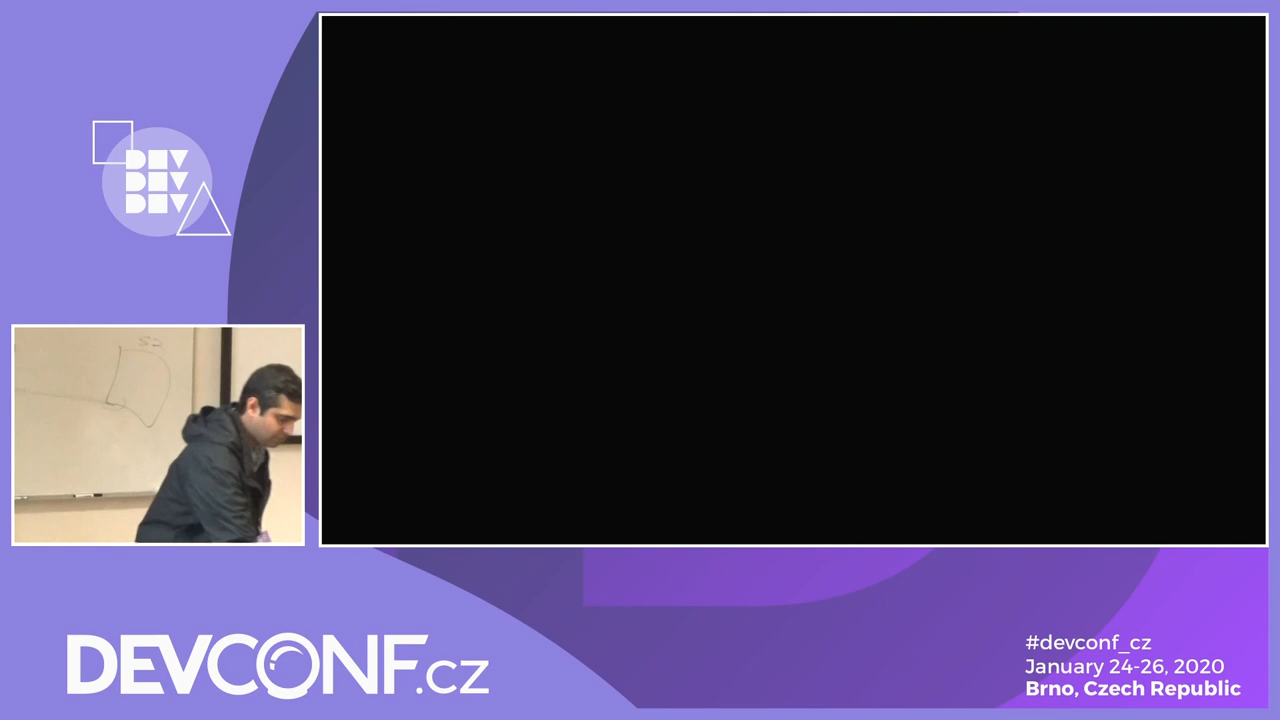 DEV
DEV
DEV
DEVCONF.cz
#devconf_cz
January 24-26, 2020
Brno, Czech Republic